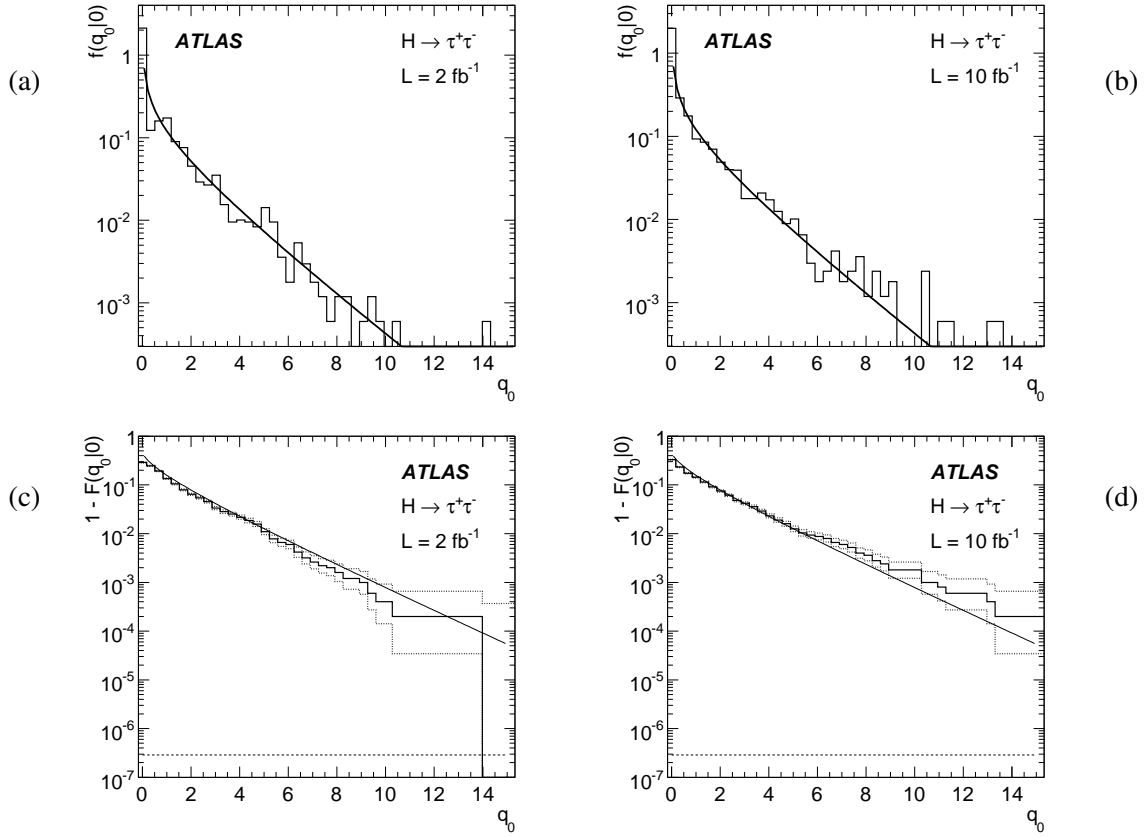 (a)
f(q₀|0)
ATLAS
H → τ⁺τ⁻
L = 2 fb⁻¹
1
10⁻¹
10⁻²
10⁻³
0 2 4 6 8 10 12 14
q₀
(b)
f(q₀|0)
ATLAS
H → τ⁺τ⁻
L = 10 fb⁻¹
1
10⁻¹
10⁻²
10⁻³
0 2 4 6 8 10 12 14
q₀
(c)
1 - F(q₀|0)
ATLAS
H → τ⁺τ⁻
L = 2 fb⁻¹
1
10⁻¹
10⁻²
10⁻³
10⁻⁴
10⁻⁵
10⁻⁶
10⁻⁷
0 2 4 6 8 10 12 14
q₀
(d)
1 - F(q₀|0)
ATLAS
H → τ⁺τ⁻
L = 10 fb⁻¹
1
10⁻¹
10⁻²
10⁻³
10⁻⁴
10⁻⁵
10⁻⁶
10⁻⁷
0 2 4 6 8 10 12 14
q₀